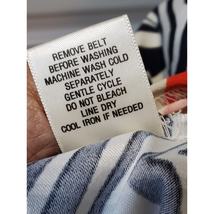 REMOVE BELT
BEFORE WASHING
MACHINE WASH COLD
SEPARATELY
GENTLE CYCLE
DO NOT BLEACH
LINE DRY
COOL IRON IF NEEDED